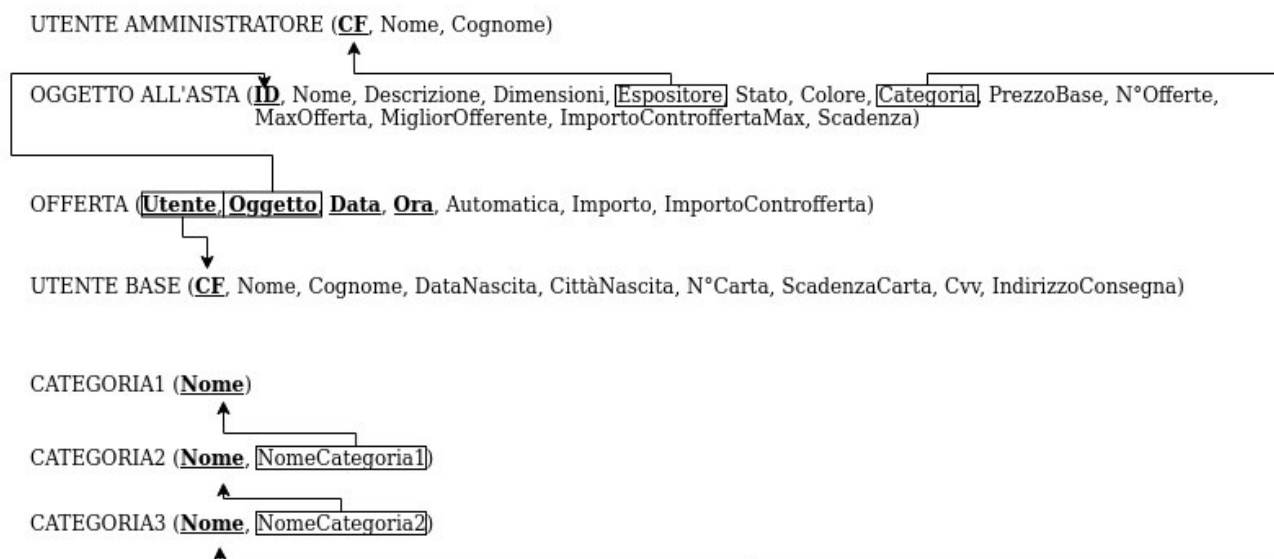 UTENTE AMMINISTRATORE (CF, Nome, Cognome)
OGGETTO ALL'ASTA (ID, Nome, Descrizione, Dimensioni, Espositore, Stato, Colore, Categoria, PrezzoBase, N°Offerte,
MaxOfferta, MigliorOfferente, ImportoControffertaMax, Scadenza)
OFFERTA (Utente, Oggetto, Data, Ora, Automatica, Importo, ImportoControfferta)
UTENTE BASE (CF, Nome, Cognome, DataNascita, CittàNascita, N°Carta, ScadenzaCarta, Cvv, IndirizzoConsegna)
CATEGORIA1 (Nome)
CATEGORIA2 (Nome, NomeCategoria1)
CATEGORIA3 (Nome, NomeCategoria2)